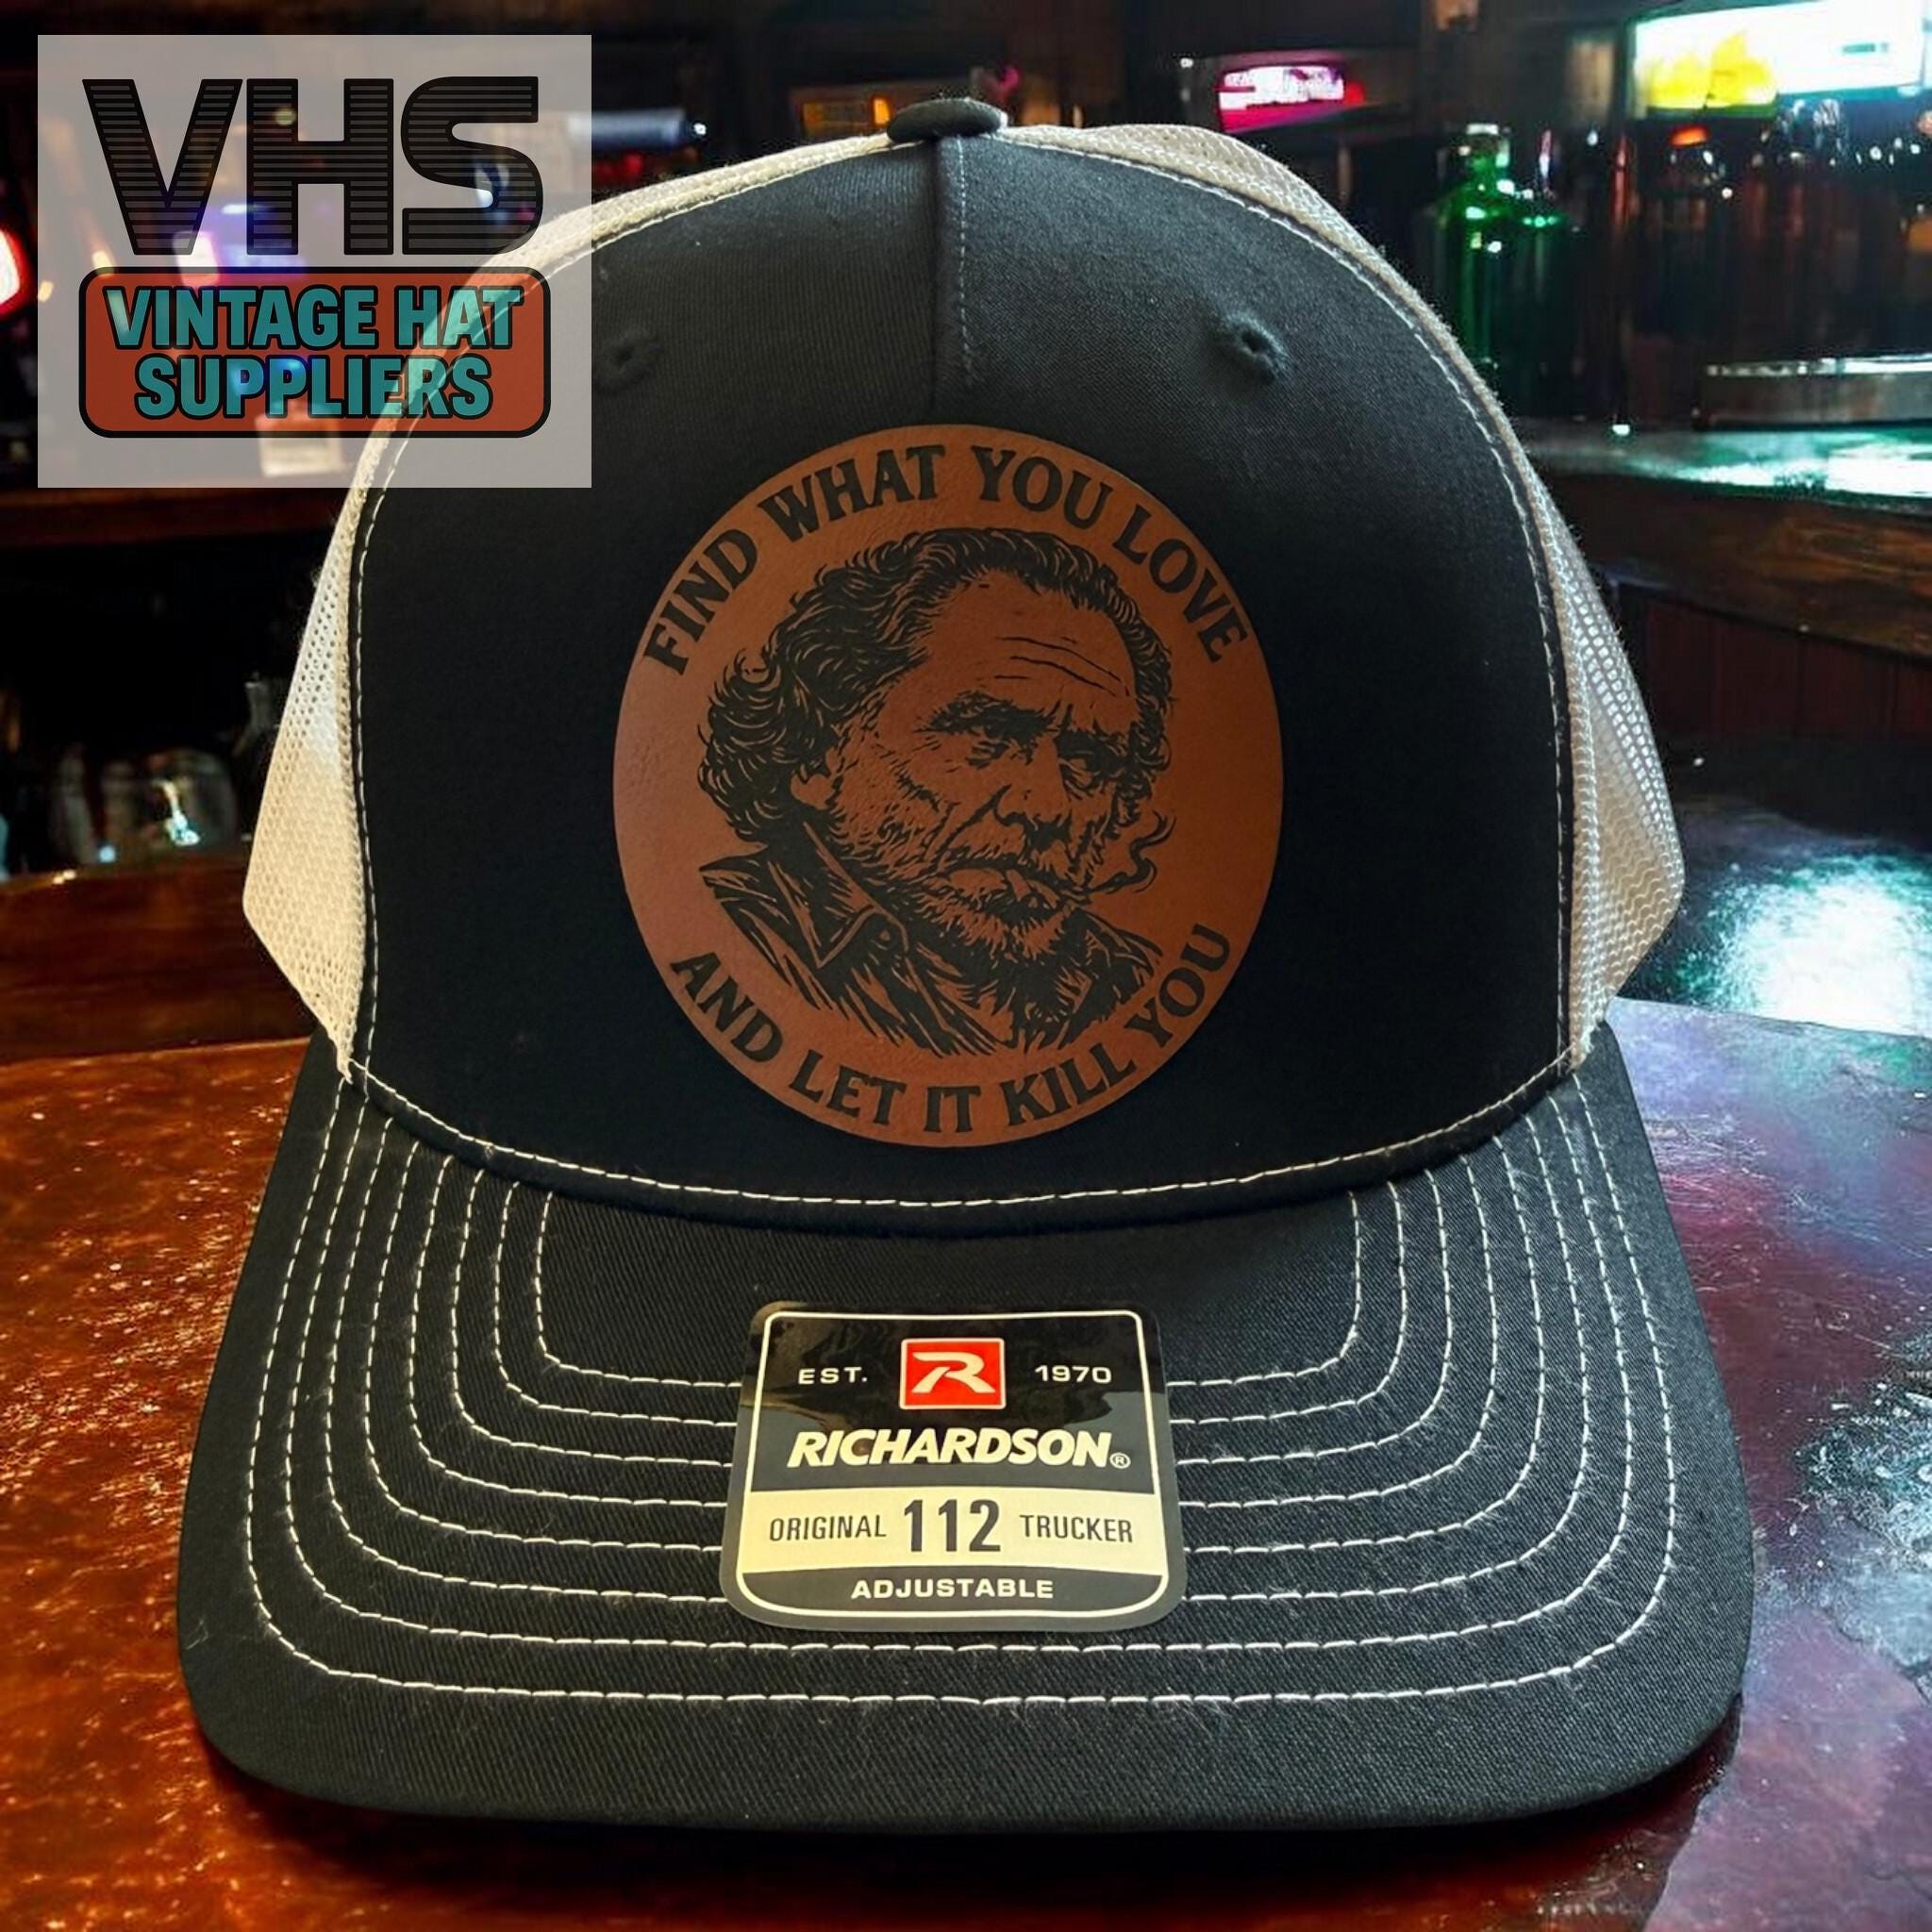 VHS
VINTAGE HAT
SUPPLIERS
FIND WHAT YOU LOVE
AND LET IT KILL YOU
EST. R 1970
RICHARDSON®
ORIGINAL 112 TRUCKER
ADJUSTABLE